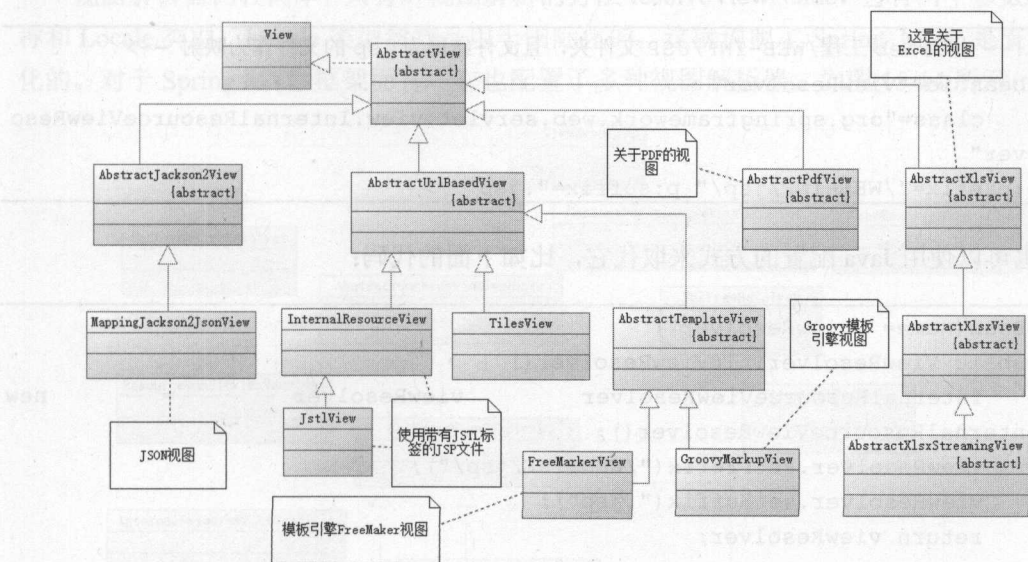 View
AbstractView
{abstract}
这是关于
Excel的视图
关于PDF的视
图
AbstractJackson2View
{abstract}
AbstractUrlBasedView
{abstract}
AbstractPdfView
{abstract}
AbstractXlsView
{abstract}
MappingJackson2JsonView
InternalResourceView
TilesView
AbstractTemplateView
{abstract}
Groovy模板
引擎视图
AbstractXlsxView
{abstract}
JSON视图
JstlView
使用带有JSTL标
签的JSP文件
FreeMarkerView
GroovyMarkupView
AbstractXlsxStreamingView
{abstract}
模板引擎FreeMaker视图